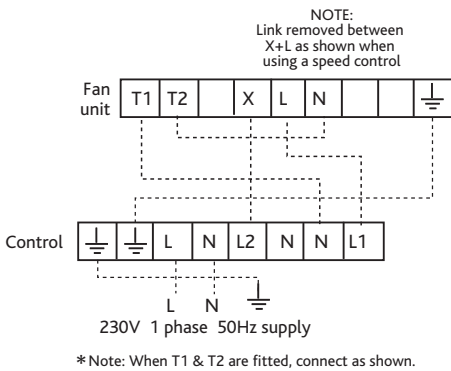 NOTE:
Link removed between
X+L as shown when
using a speed control
Fan
unit
T1 T2 X L N
Control
L N L2 N N L1
L N
230V 1 phase 50Hz supply
*Note: When T1 & T2 are fitted, connect as shown.